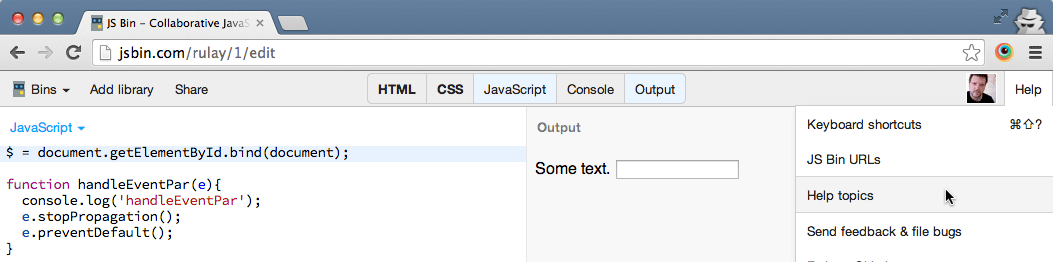 JS Bin – Collaborative JavaS
jsbin.com/rulay/1/edit
Bins Add library Share HTML CSS JavaScript Console Output Help
JavaScript
$ = document.getElementById.bind(document);
function handleEventPar(e){
console.log('handleEventPar');
e.stopPropagation();
e.preventDefault();
}
Output
Some text.
Keyboard shortcuts ⌘⇧?
JS Bin URLs
Help topics
Send feedback & file bugs